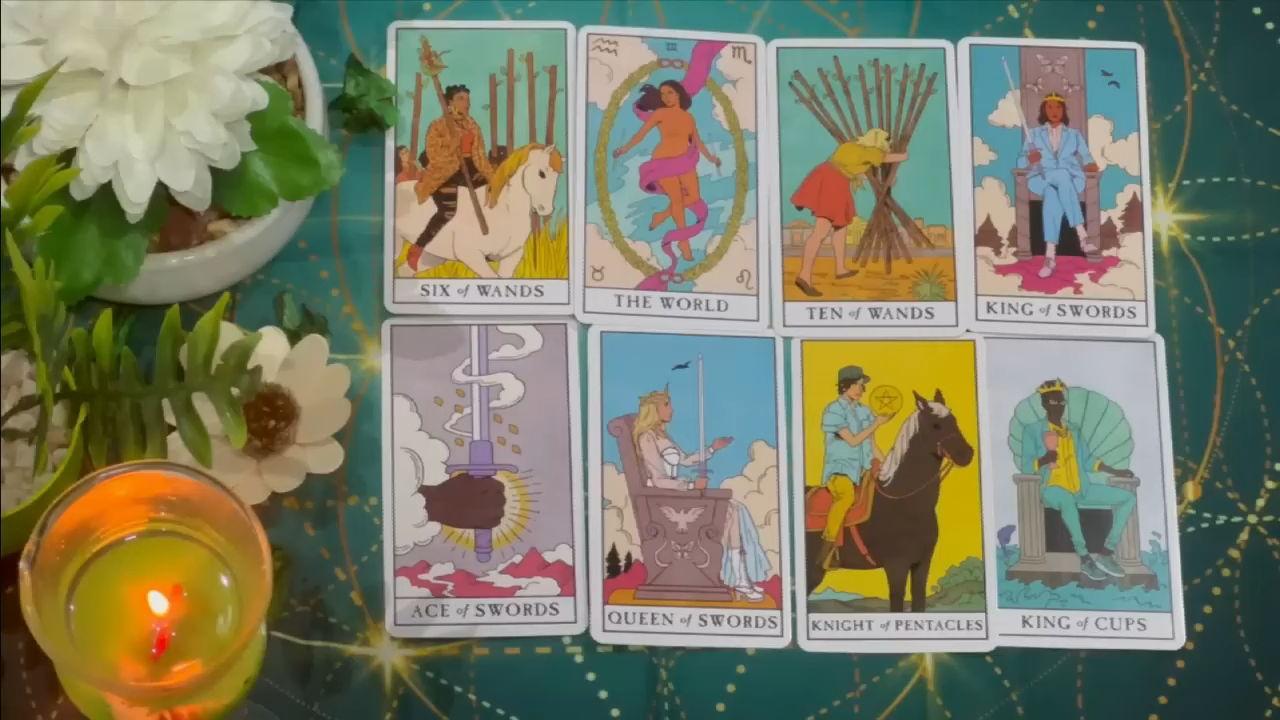 SIX of WANDS
III
THE WORLD
TEN of WANDS
KING of SWORDS
ACE of SWORDS
QUEEN of SWORDS
KNIGHT of PENTACLES
KING of CUPS